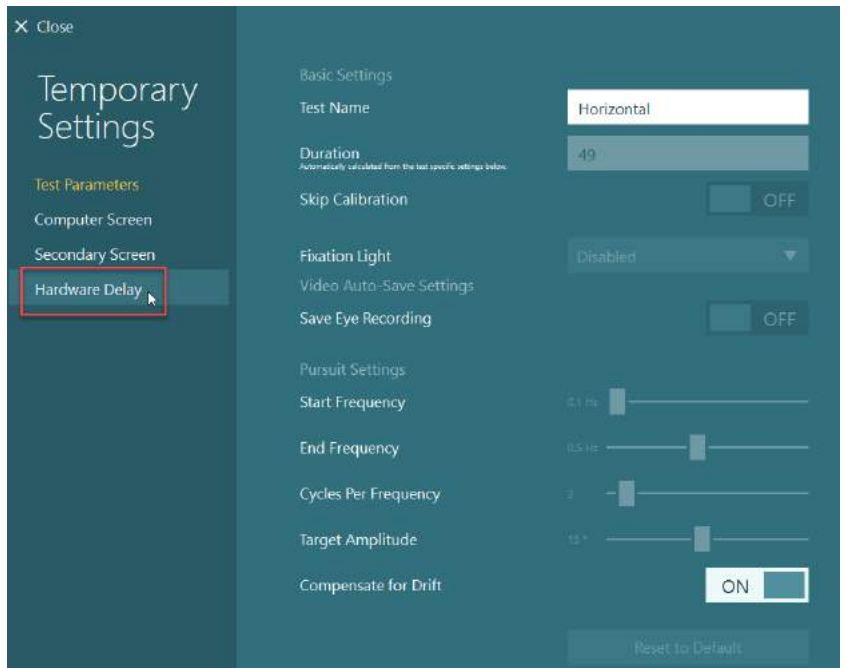 X Close
Temporary
Settings
Test Parameters
Computer Screen
Secondary Screen
Hardware Delay
Basic Settings
Test Name
Horizontal
Duration
49
Automatically calculated from the test specific settings below.
Skip Calibration
OFF
Fixation Light
Disabled
Video Auto-Save Settings
Save Eye Recording
OFF
Pursuit Settings
Start Frequency
0,1 Hz
End Frequency
0,5 Hz
Cycles Per Frequency
2
Target Amplitude
15 °
Compensate for Drift
ON
Reset to Default